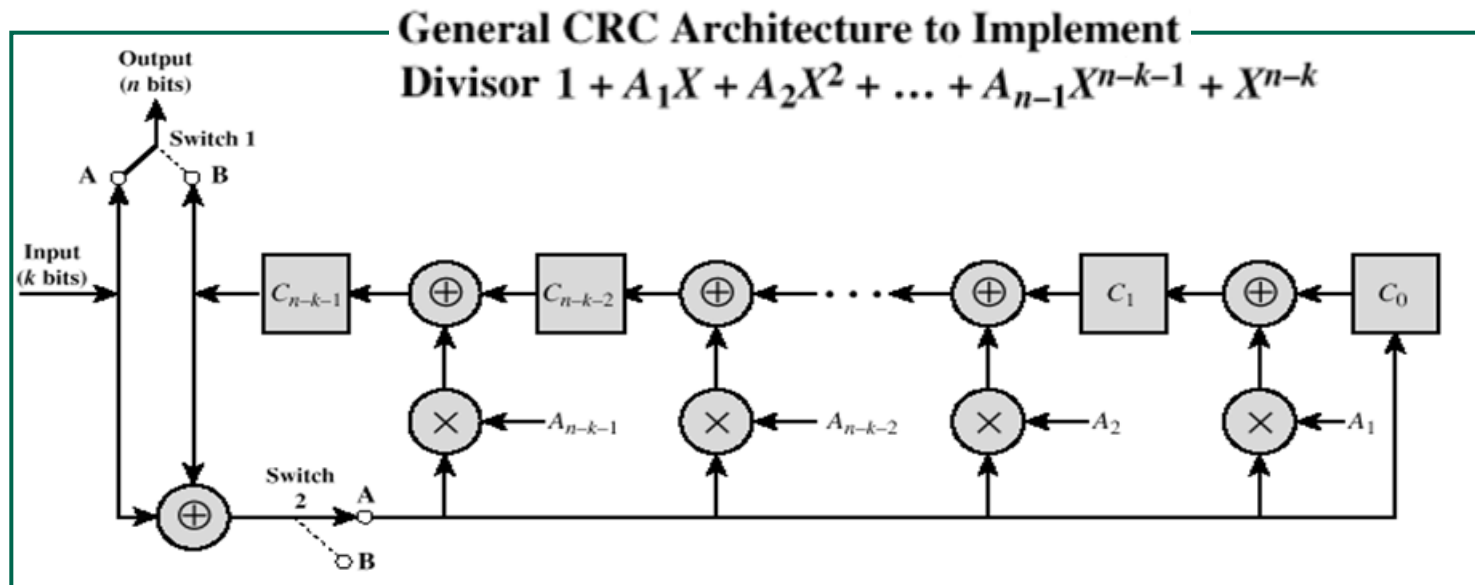 General CRC Architecture to Implement
Divisor 1 + A₁X + A₂X² + ... + Aₙ₋₁Xⁿ⁻ᵏ⁻¹ + Xⁿ⁻ᵏ
Output
(n bits)
Switch 1
A
B
Input
(k bits)
Cₙ₋ₖ₋₁
⊕
Cₙ₋ₖ₋₂
⊕
• • •
⊕
C₁
⊕
C₀
×
Aₙ₋ₖ₋₁
×
Aₙ₋ₖ₋₂
×
A₂
×
A₁
Switch
2
A
⊕
B